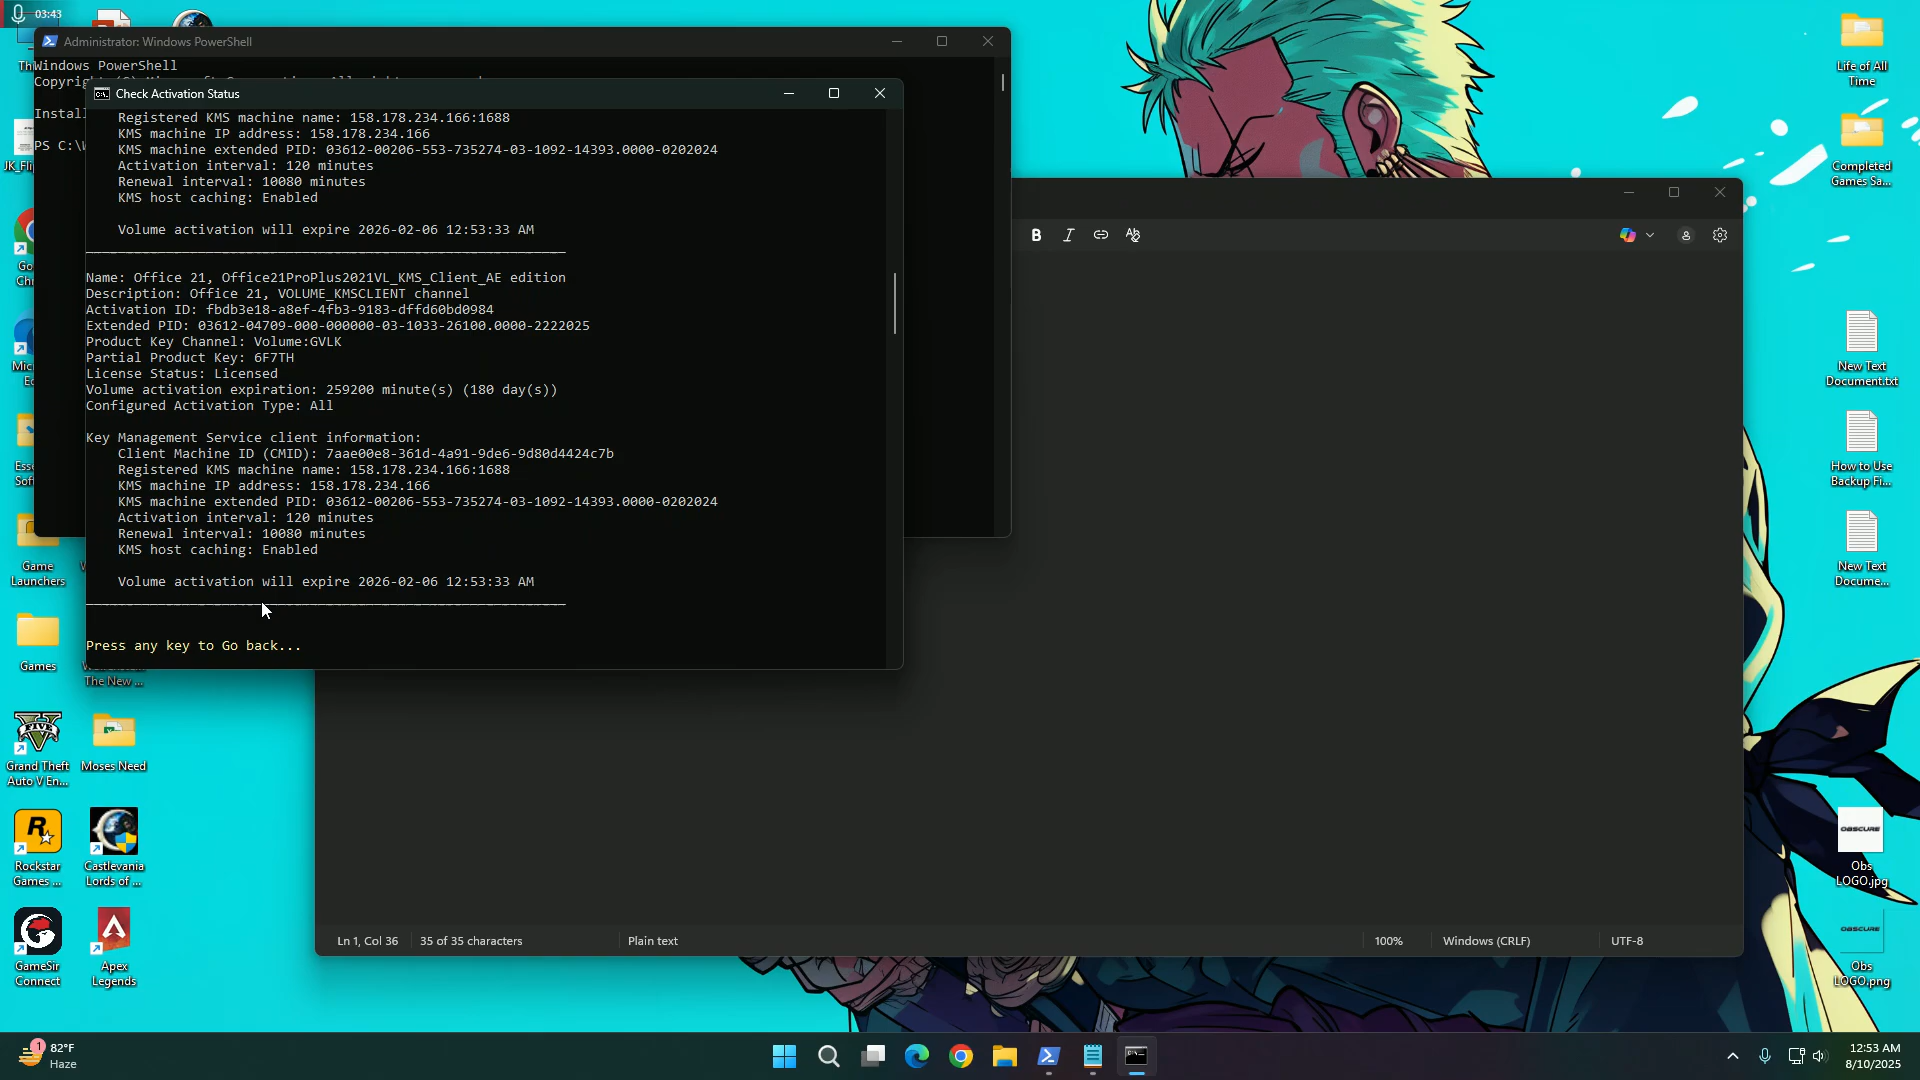 03:43
Administrator: Windows PowerShell
Windows PowerShell
Install
PS C:\W
Check Activation Status
Registered KMS machine name: 158.178.234.166:1688
KMS machine IP address: 158.178.234.166
KMS machine extended PID: 03612-00206-553-735274-03-1092-14393.0000-0202024
Activation interval: 120 minutes
Renewal interval: 10080 minutes
KMS host caching: Enabled
Volume activation will expire 2026-02-06 12:53:33 AM
Name: Office 21, Office21ProPlus2021VL_KMS_Client_AE edition
Description: Office 21, VOLUME_KMSCLIENT channel
Activation ID: fbdb3e18-a8ef-4fb3-9183-dffd60bd0984
Extended PID: 03612-04709-000-000000-03-1033-26100.0000-2222025
Product Key Channel: Volume:GVLK
Partial Product Key: 6F7TH
License Status: Licensed
Volume activation expiration: 259200 minute(s) (180 day(s))
Configured Activation Type: All
Key Management Service client information:
Client Machine ID (CMID): 7aae00e8-361d-4a91-9de6-9d80d4424c7b
Registered KMS machine name: 158.178.234.166:1688
KMS machine IP address: 158.178.234.166
KMS machine extended PID: 03612-00206-553-735274-03-1092-14393.0000-0202024
Activation interval: 120 minutes
Renewal interval: 10080 minutes
KMS host caching: Enabled
Volume activation will expire 2026-02-06 12:53:33 AM
Press any key to Go back...
Game
Launchers
Games
The New ...
Grand Theft
Auto V En...
Moses Need
Rockstar
Games ...
Castlevania
Lords of ...
GameSir
Connect
Apex
Legends
Life of All
Time
Completed
Games Sa...
New Text
Document.txt
How to Use
Backup Fi...
New Text
Docume...
OBSCURE
Obs
LOGO.jpg
OBSCURE
Obs
LOGO.png
Ln 1, Col 36
35 of 35 characters
Plain text
100%
Windows (CRLF)
UTF-8
1
82°F
Haze
12:53 AM
8/10/2025